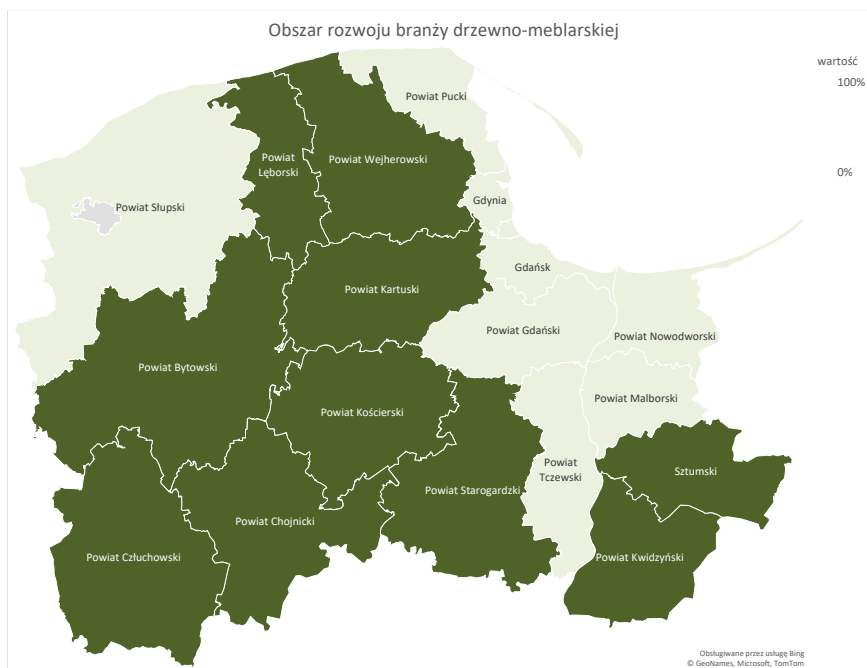 Obszar rozwoju branży drzewno-meblarskiej
wartość
100%
0%
Powiat Pucki
Powiat
Lęborski
Powiat Wejherowski
Gdynia
Powiat Słupski
Gdańsk
Powiat Kartuski
Powiat Gdański
Powiat Nowodworski
Powiat Bytowski
Powiat Malborski
Powiat Kościerski
Powiat
Tczewski
Sztumski
Powiat Starogardzki
Powiat Chojnicki
Powiat Człuchowski
Powiat Kwidzyński
Obsługiwane przez usługę Bing
© GeoNames, Microsoft, TomTom